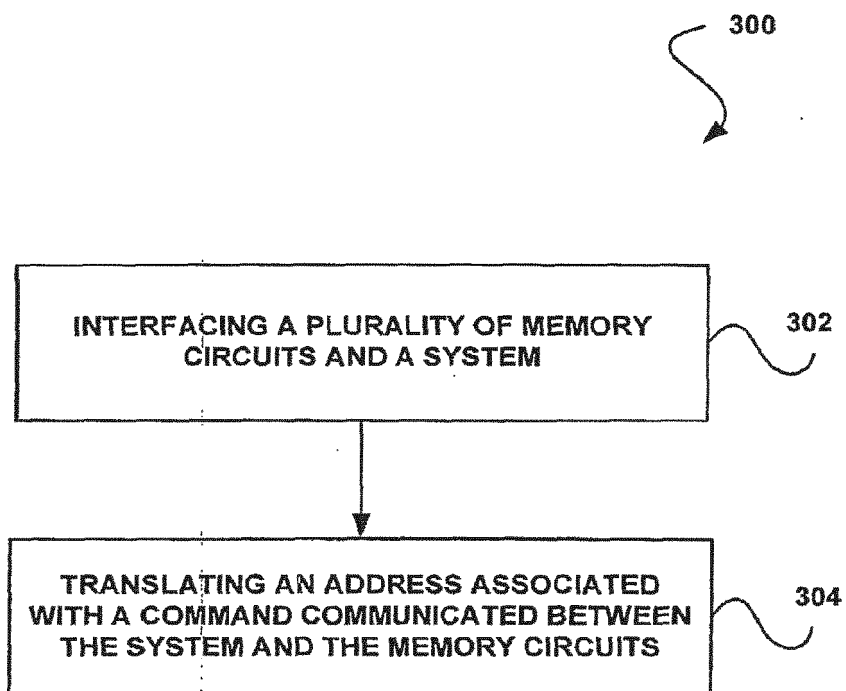 300
INTERFACING A PLURALITY OF MEMORY
CIRCUITS AND A SYSTEM
302
TRANSLATING AN ADDRESS ASSOCIATED
WITH A COMMAND COMMUNICATED BETWEEN
THE SYSTEM AND THE MEMORY CIRCUITS
304